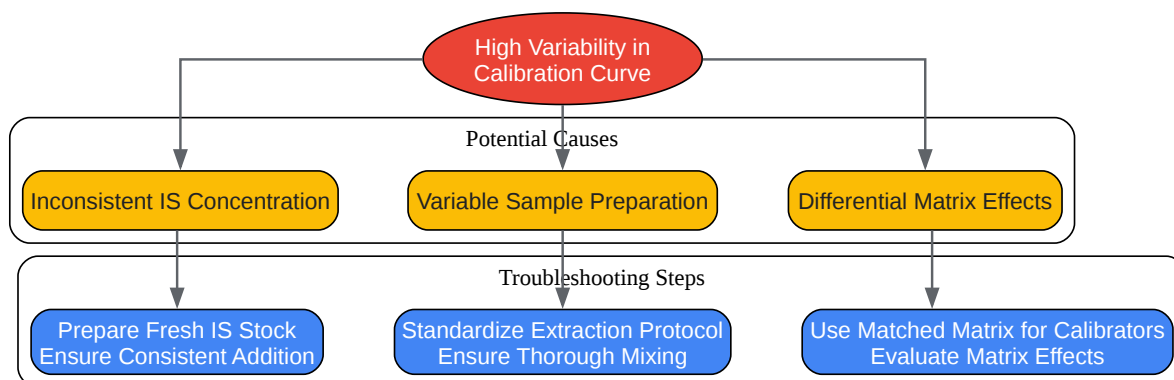 High Variability in
Calibration Curve
Potential Causes
Inconsistent IS Concentration
Variable Sample Preparation
Differential Matrix Effects
Troubleshooting Steps
Prepare Fresh IS Stock
Ensure Consistent Addition
Standardize Extraction Protocol
Ensure Thorough Mixing
Use Matched Matrix for Calibrators
Evaluate Matrix Effects